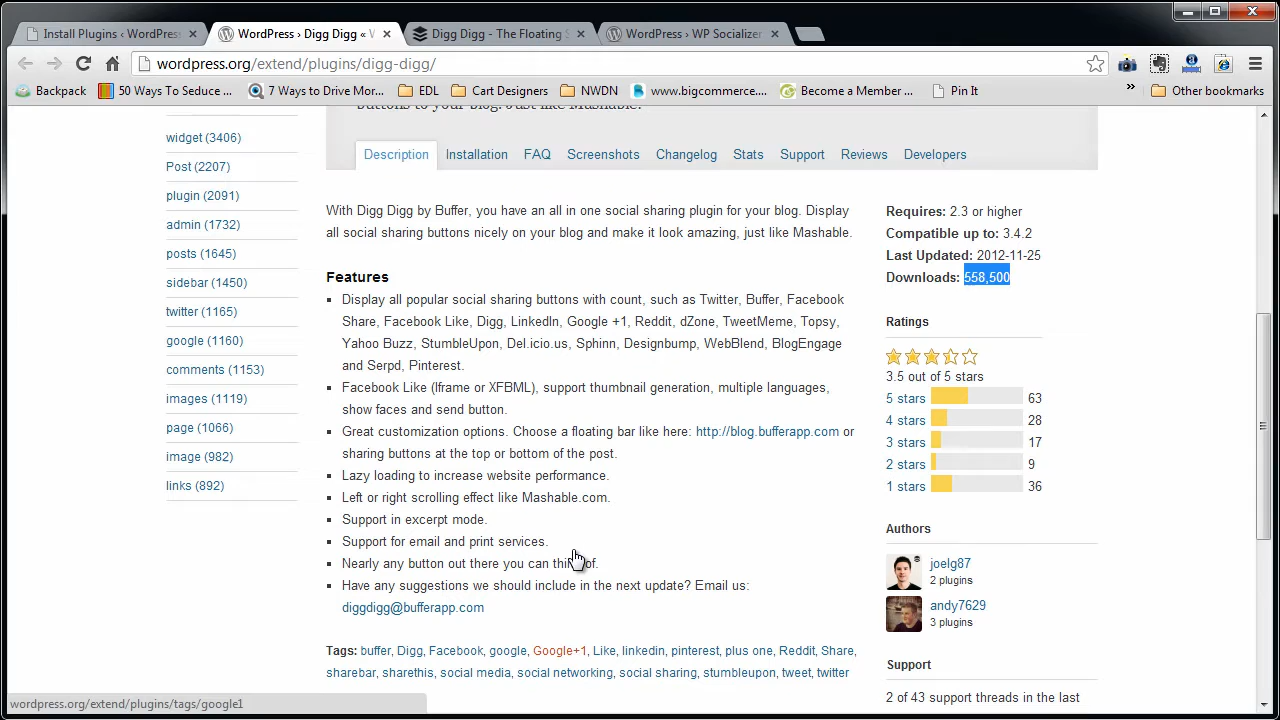 Install Plugins ‹ WordPress
WordPress › Digg Digg «
Digg Digg - The Floating S
WordPress › WP Socializer
wordpress.org/extend/plugins/digg-digg/
Backpack
50 Ways To Seduce ...
7 Ways to Drive Mor...
EDL
Cart Designers
NWDN
www.bigcommerce....
Become a Member ...
Pin It
Other bookmarks
buttons to your blog. Just like Mashable.
Description
Installation
FAQ
Screenshots
Changelog
Stats
Support
Reviews
Developers
widget (3406)
Post (2207)
plugin (2091)
admin (1732)
posts (1645)
sidebar (1450)
twitter (1165)
google (1160)
comments (1153)
images (1119)
page (1066)
image (982)
links (892)
With Digg Digg by Buffer, you have an all in one social sharing plugin for your blog. Display
all social sharing buttons nicely on your blog and make it look amazing, just like Mashable.
Features
Display all popular social sharing buttons with count, such as Twitter, Buffer, Facebook
Share, Facebook Like, Digg, LinkedIn, Google +1, Reddit, dZone, TweetMeme, Topsy,
Yahoo Buzz, StumbleUpon, Del.icio.us, Sphinn, Designbump, WebBlend, BlogEngage
and Serpd, Pinterest.
Facebook Like (Iframe or XFBML), support thumbnail generation, multiple languages,
show faces and send button.
Great customization options. Choose a floating bar like here: http://blog.bufferapp.com or
sharing buttons at the top or bottom of the post.
Lazy loading to increase website performance.
Left or right scrolling effect like Mashable.com.
Support in excerpt mode.
Support for email and print services.
Nearly any button out there you can think of.
Have any suggestions we should include in the next update? Email us:
diggdigg@bufferapp.com
Tags: buffer, Digg, Facebook, google, Google+1, Like, linkedin, pinterest, plus one, Reddit, Share,
sharebar, sharethis, social media, social networking, social sharing, stumbleupon, tweet, twitter
Requires: 2.3 or higher
Compatible up to: 3.4.2
Last Updated: 2012-11-25
Downloads: 558,500
Ratings
3.5 out of 5 stars
5 stars 63
4 stars 28
3 stars 17
2 stars 9
1 stars 36
Authors
joelg87
2 plugins
andy7629
3 plugins
Support
2 of 43 support threads in the last
wordpress.org/extend/plugins/tags/google1